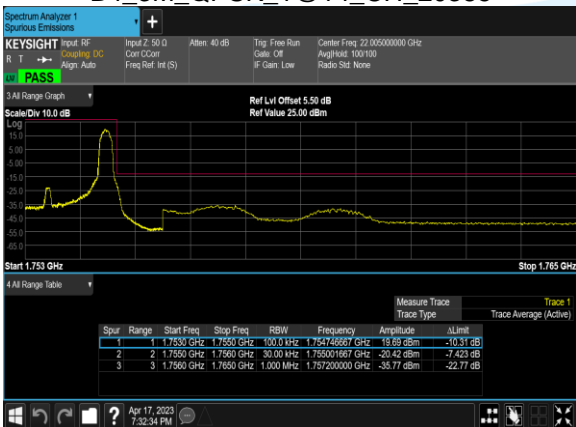 Spectrum Analyzer 1
Spurious Emissions
KEYSIGHT Input: RF Input Z: 50 Ω Atten: 40 dB Trig: Free Run Center Freq: 22.005000000 GHz
R T Coupling: DC Corr CCorr Gate: Off Avg|Hold: 100/100
Align: Auto Freq Ref: Int (S) IF Gain: Low Radio Std: None
LW PASS
3 All Range Graph
Ref Lvl Offset 5.50 dB
Scale/Div 10.0 dB Ref Value 25.00 dBm
Log
15.0
5.00
-5.00
-15.0
-25.0
-35.0
-45.0
-55.0
-65.0
Start 1.753 GHz Stop 1.765 GHz
4 All Range Table
Measure Trace Trace 1
Trace Type Trace Average (Active)
Spur Range Start Freq Stop Freq RBW Frequency Amplitude ΔLimit
1 1 1.7530 GHz 1.7550 GHz 100.0 kHz 1.754746667 GHz 19.69 dBm -10.31 dB
2 2 1.7550 GHz 1.7560 GHz 30.00 kHz 1.755001667 GHz -20.42 dBm -7.423 dB
3 3 1.7560 GHz 1.7650 GHz 1.000 MHz 1.757200000 GHz -35.77 dBm -22.77 dB
Apr 17, 2023
7:32:34 PM